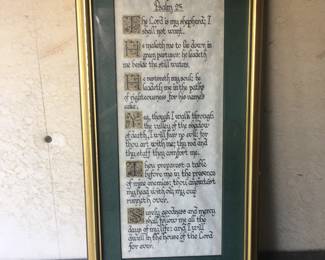 Psalm 23.
The Lord is my shepherd; I
shall not want.
He maketh me to lie down in
green pastures: he leadeth
me beside the still waters.
He restoreth my soul: he
leadeth me in the paths
of righteousness for his name's
sake.
Yea, though I walk through
the valley of the shadow
of death, I will fear no evil: for
thou art with me; thy rod and
thy staff they comfort me.
Thou preparest a table
before me in the presence
of mine enemies: thou anointest
my head with oil; my cup
runneth over.
Surely goodness and mercy
shall follow me all the
days of my life: and I will
dwell in the house of the Lord
for ever.